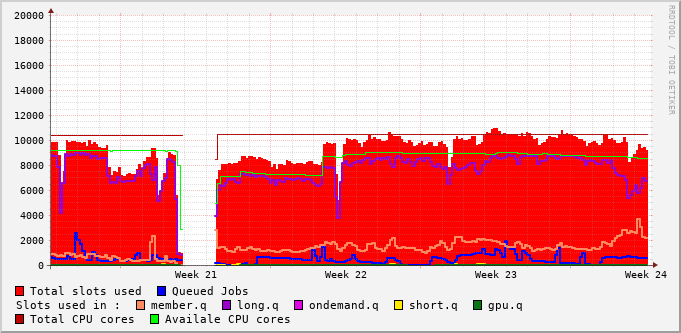 20000
18000
16000
14000
12000
10000
8000
6000
4000
2000
0
Week 21 Week 22 Week 23 Week 24
Total slots used Queued Jobs
Slots used in : member.q long.q ondemand.q short.q gpu.q
Total CPU cores Availale CPU cores
RRDTOOL / TOBI OETIKER